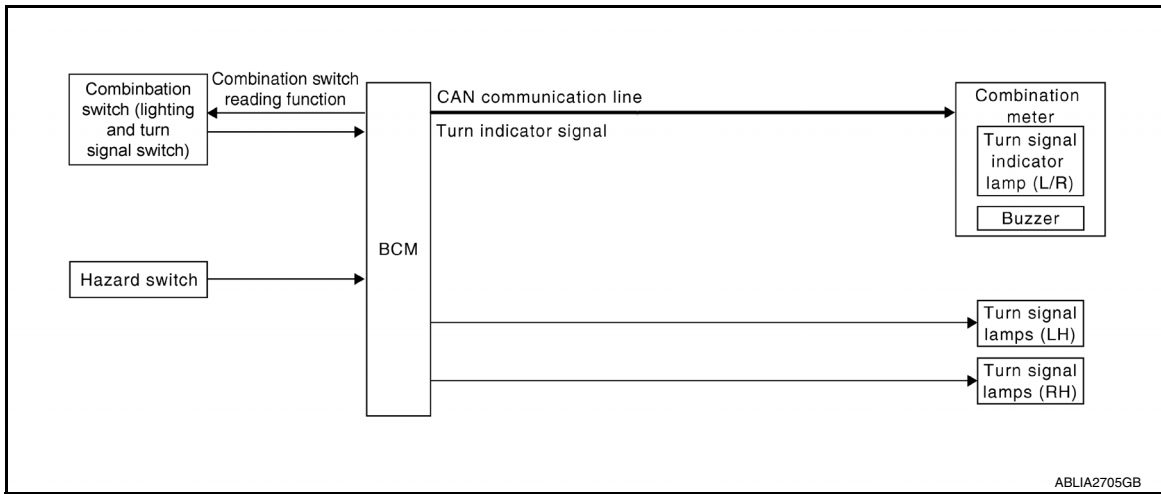 Combinbation
switch (lighting
and turn
signal switch)
Combination switch
reading function
CAN communication line
Turn indicator signal
Combination
meter
Turn signal
indicator
lamp (L/R)
Buzzer
BCM
Hazard switch
Turn signal
lamps (LH)
Turn signal
lamps (RH)
ABLIA2705GB